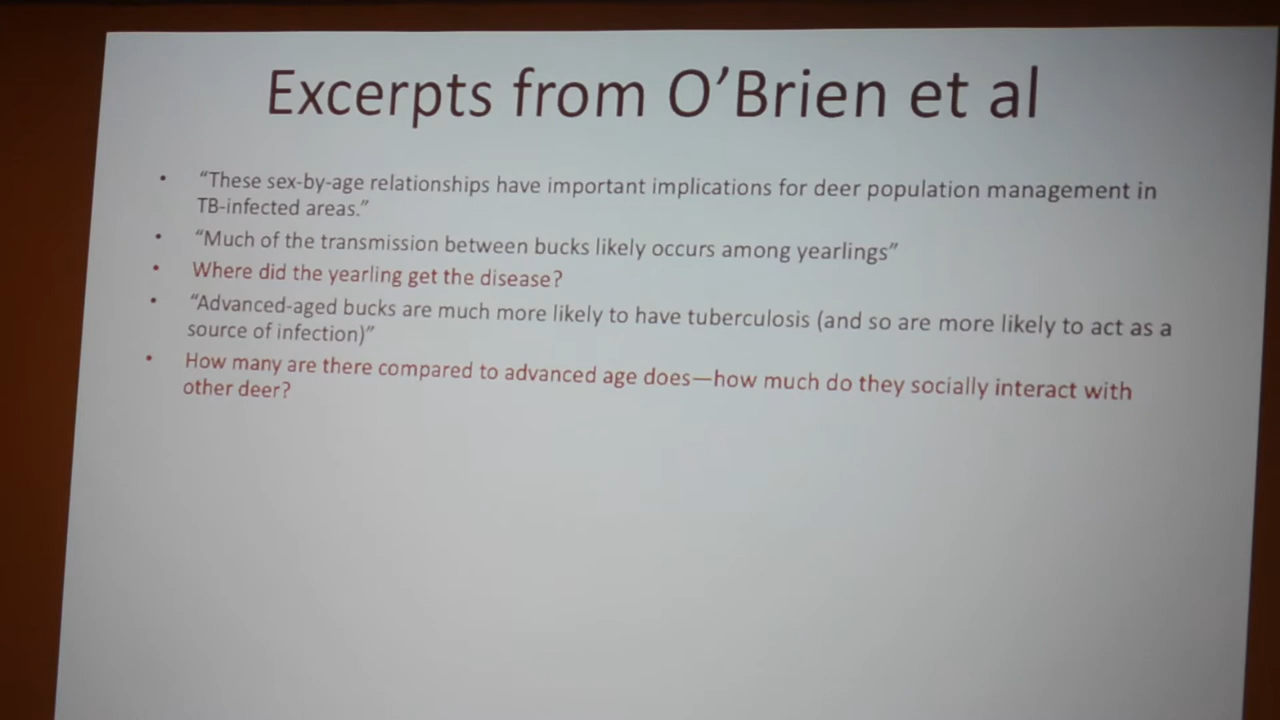 Excerpts from O'Brien et al
• “These sex-by-age relationships have important implications for deer population management in
TB-infected areas.”
• “Much of the transmission between bucks likely occurs among yearlings”
• Where did the yearling get the disease?
• “Advanced-aged bucks are much more likely to have tuberculosis (and so are more likely to act as a
source of infection)”
• How many are there compared to advanced age does—how much do they socially interact with
other deer?